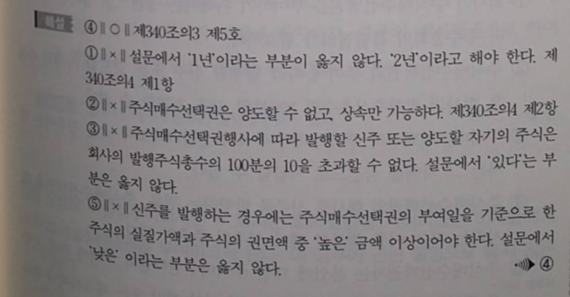 해설 ④∥○∥제340조의3 제5호
①∥×∥설문에서 '1년'이라는 부분이 옳지 않다. '2년'이라고 해야 한다. 제
340조의4 제1항
②∥×∥주식매수선택권은 양도할 수 없고, 상속만 가능하다. 제340조의4 제2항
③∥×∥주식매수선택권행사에 따라 발행할 신주 또는 양도할 자기의 주식은
회사의 발행주식총수의 100분의 10을 초과할 수 없다. 설문에서 '있다'는 부
분은 옳지 않다.
⑤∥×∥신주를 발행하는 경우에는 주식매수선택권의 부여일을 기준으로 한
주식의 실질가액과 주식의 권면액 중 '높은' 금액 이상이어야 한다. 설문에서
'낮은' 이라는 부분은 옳지 않다.
④